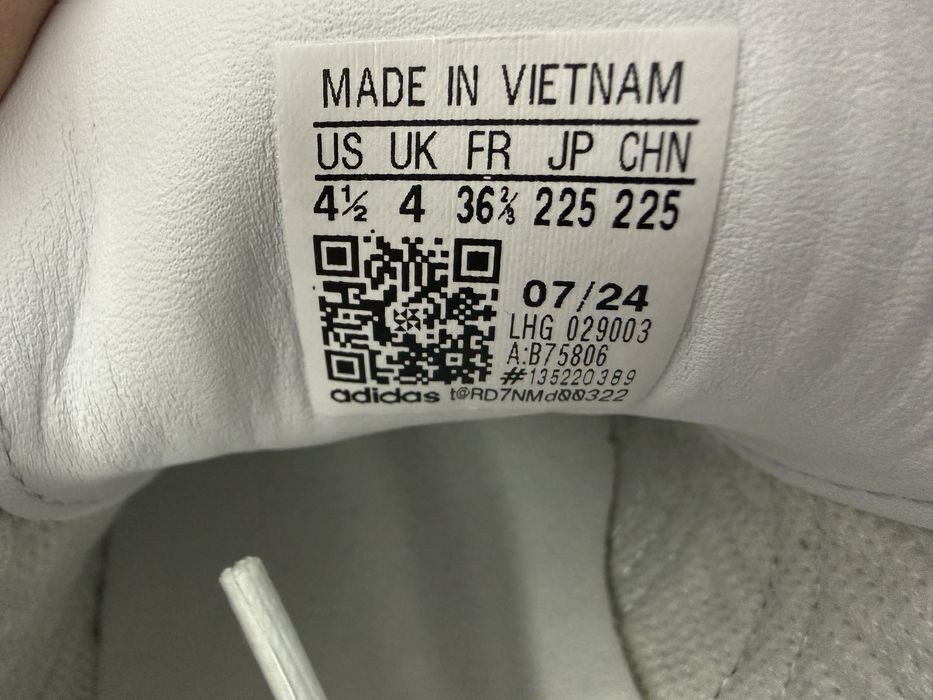 MADE IN VIETNAM
US UK FR JP CHN
4½ 4 36⅔ 225 225
07/24
LHG 029003
A:B75806
#135220389
adidas t@RD7NMd00322